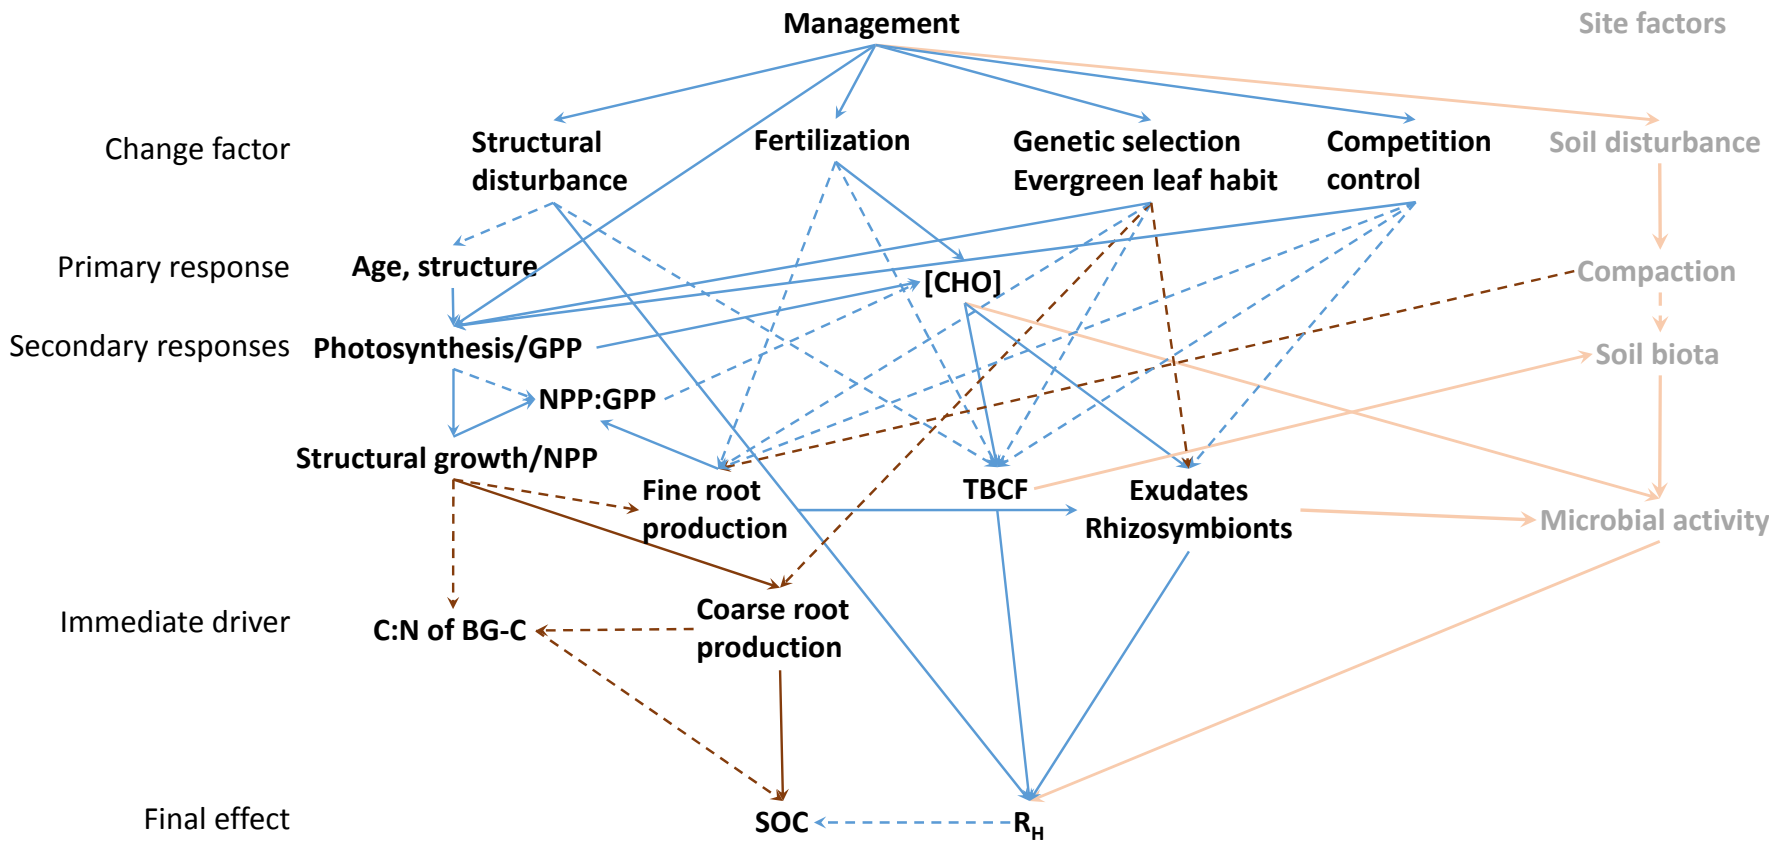 Management
Site factors
Change factor
Structural
disturbance
Fertilization
Genetic selection
Evergreen leaf habit
Competition
control
Soil disturbance
Primary response
Age, structure
[CHO]
Compaction
Secondary responses
Photosynthesis/GPP
Soil biota
NPP:GPP
Structural growth/NPP
Fine root
production
TBCF
Exudates
Rhizosymbionts
Microbial activity
Immediate driver
C:N of BG-C
Coarse root
production
Final effect
SOC
RH